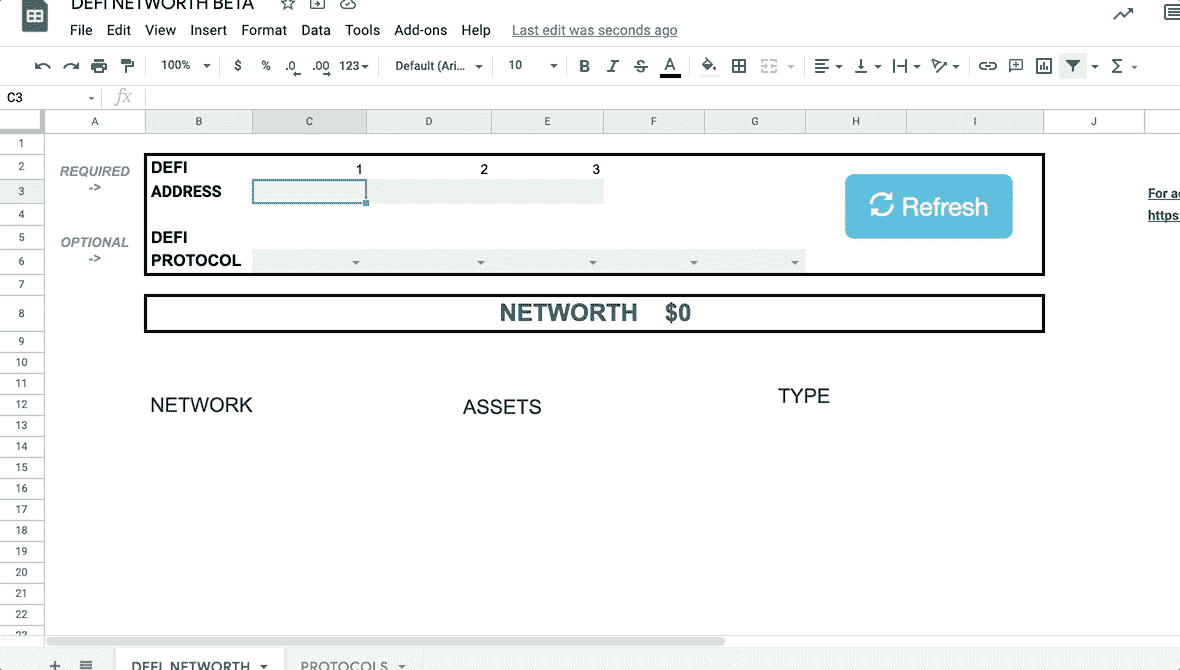 DEFI NETWORTH BETA
File Edit View Insert Format Data Tools Add-ons Help Last edit was seconds ago
100% $ % .0 .00 123 Default (Ari... 10 B I S A Σ
C3 fx
A B C D E F G H I J
1
2 REQUIRED DEFI 1 2 3
-> ADDRESS
3 For
Refresh
4 https:
5 OPTIONAL DEFI
6 -> PROTOCOL
7
8 NETWORTH $0
9
10
11
12 NETWORK ASSETS TYPE
13
14
15
16
17
18
19
20
21
22
23
+ DEFI NETWORTH PROTOCOLS